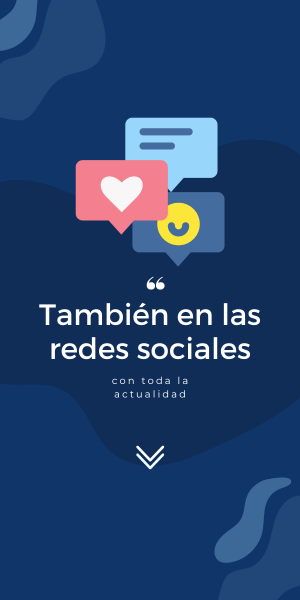 “
También en las
redes sociales
con toda la
actualidad